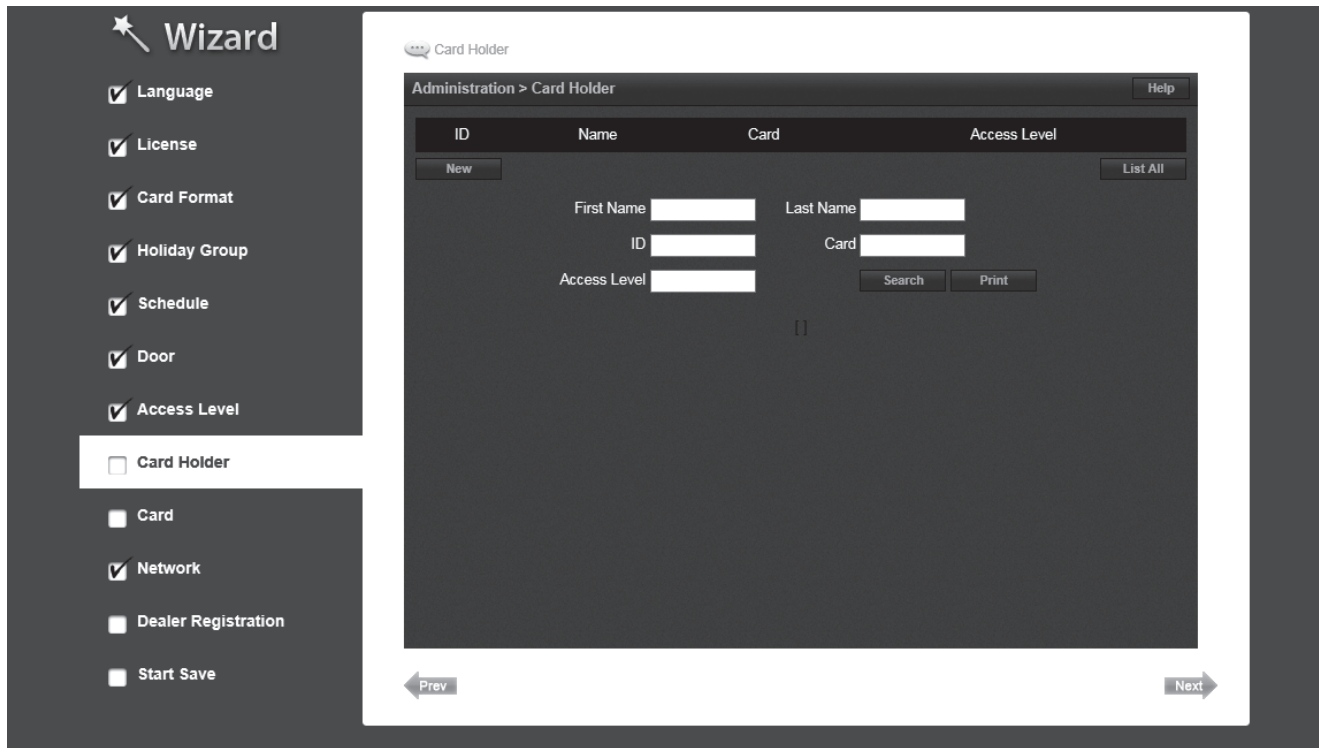 Wizard
Language
License
Card Format
Holiday Group
Schedule
Door
Access Level
Card Holder
Card
Network
Dealer Registration
Start Save
Card Holder
Administration > Card Holder Help
ID Name Card Access Level
New List All
First Name Last Name
ID Card
Access Level Search Print
[ ]
Prev Next